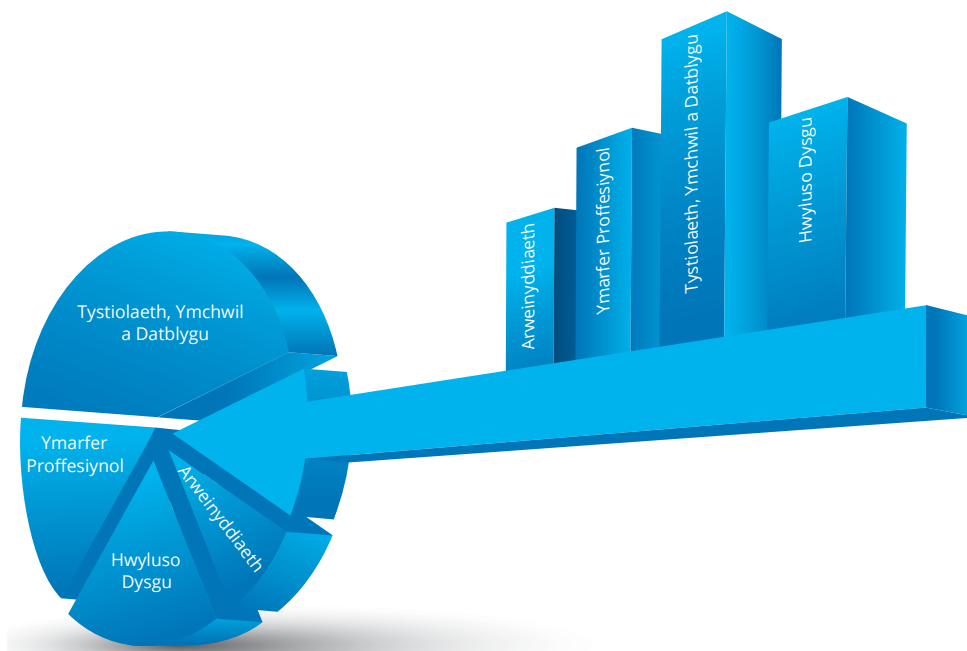 Tystiolaeth, Ymchwil
a Datblygu
Ymarfer
Proffesiynol
Hwyluso
Dysgu
Arweinyddiaeth
Arweinyddiaeth
Ymarfer Proffesiynol
Tystiolaeth, Ymchwil a Datblygu
Hwyluso Dysgu